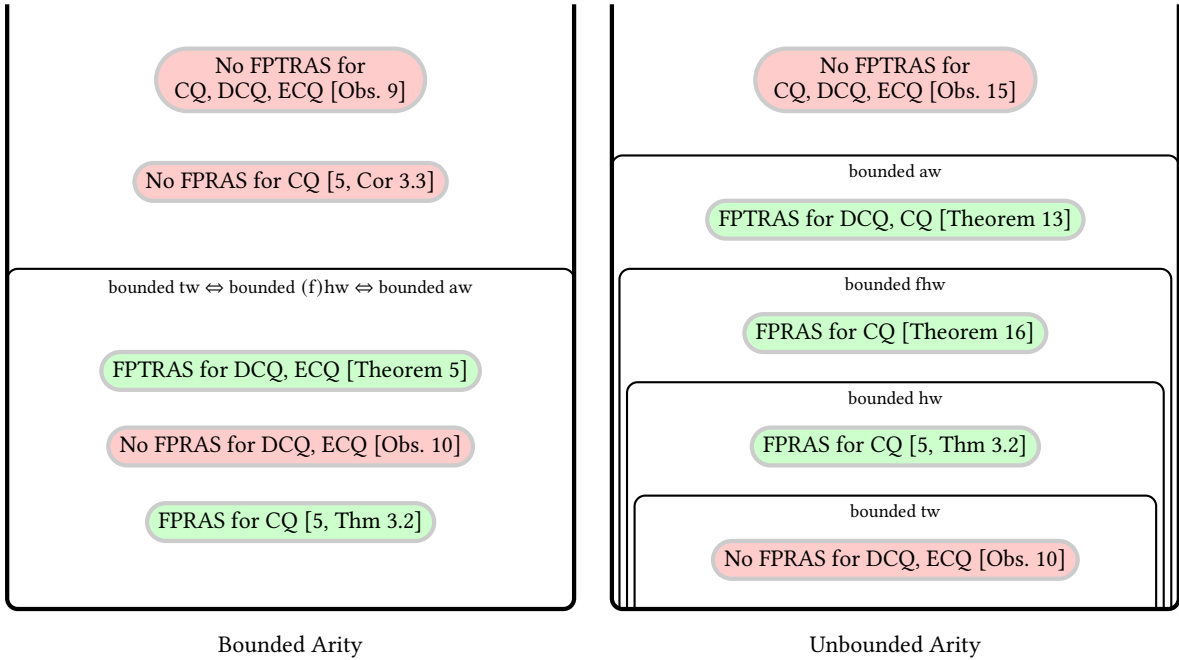 No FPTRAS for
CQ, DCQ, ECQ [Obs. 9]
No FPRAS for CQ [5, Cor 3.3]
bounded tw ⇔ bounded (f)hw ⇔ bounded aw
FPTRAS for DCQ, ECQ [Theorem 5]
No FPRAS for DCQ, ECQ [Obs. 10]
FPRAS for CQ [5, Thm 3.2]
Bounded Arity
No FPTRAS for
CQ, DCQ, ECQ [Obs. 15]
bounded aw
FPTRAS for DCQ, CQ [Theorem 13]
bounded fhw
FPRAS for CQ [Theorem 16]
bounded hw
FPRAS for CQ [5, Thm 3.2]
bounded tw
No FPRAS for DCQ, ECQ [Obs. 10]
Unbounded Arity